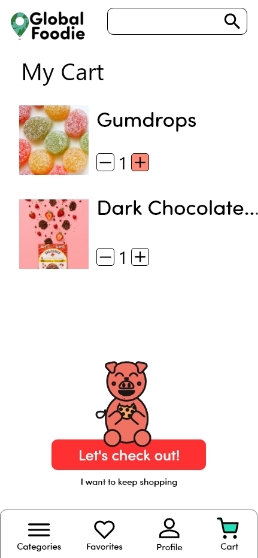 Global
Foodie
My Cart
Gumdrops
1
Dark Chocolate...
1
Let's check out!
I want to keep shopping
Categories
Favorites
Profile
Cart